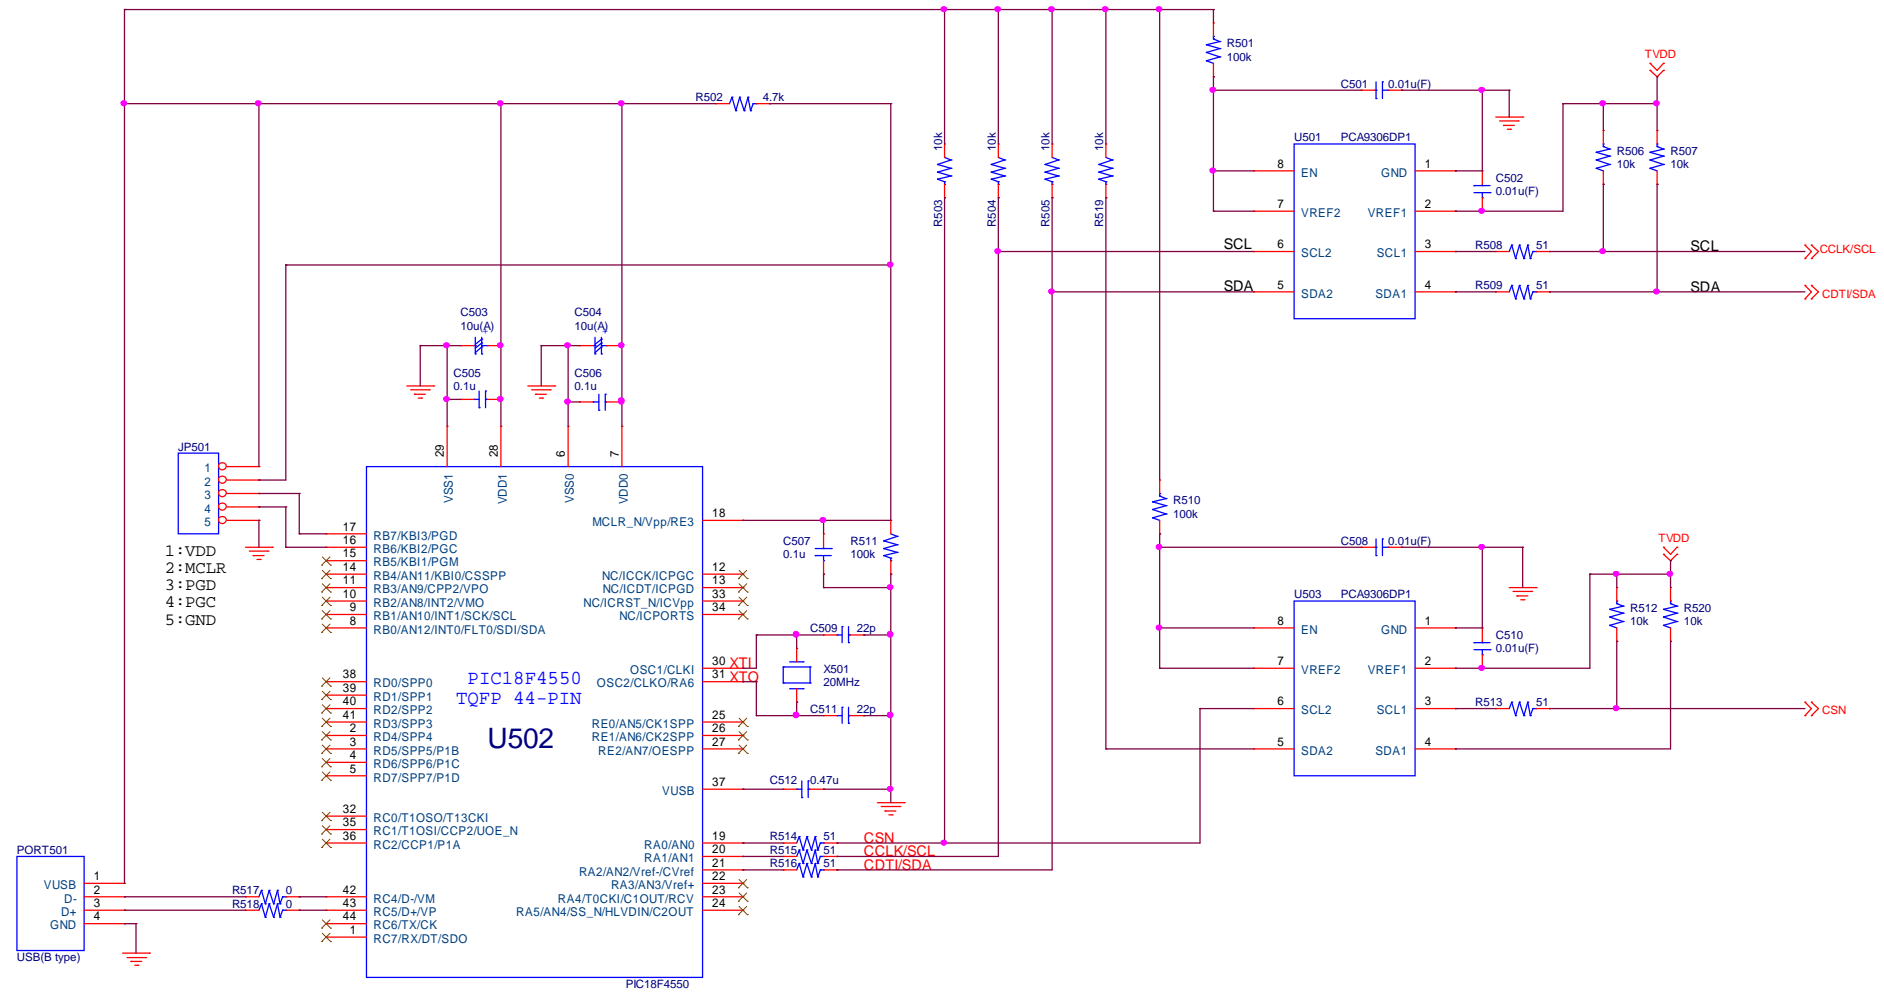 R501
100k
TVDD
R502 4.7k
C501 0.01u(F)
10k
10k
10k
10k
U501 PCA9306DP1
R506
10k
R507
10k
8 EN
GND 1
C502
0.01u(F)
R503
R504
R505
R519
7 VREF2
VREF1 2
SCL 6 SCL2
SCL1 3 R508 51 SCL CCLK/SCL
SDA 5 SDA2
SDA1 4 R509 51 SDA CDTI/SDA
C503
10u(A)
C504
10u(A)
C505
0.1u
C506
0.1u
JP501
1
2
3
4
5
1:VDD
2:MCLR
3:PGD
4:PGC
5:GND
29 28 6 7
VSS1 VDD1 VSS0 VDD0
R510
100k
17 RB7/KBI3/PGD
16 RB6/KBI2/PGC
15 RB5/KBI1/PGM
14 RB4/AN11/KBI0/CSSPP
11 RB3/AN9/CPP2/VPO
10 RB2/AN8/INT2/VMO
9 RB1/AN10/INT1/SCK/SCL
8 RB0/AN12/INT0/FLT0/SDI/SDA
38 RD0/SPP0
39 RD1/SPP1
40 RD2/SPP2
41 RD3/SPP3
2 RD4/SPP4
3 RD5/SPP5/P1B
4 RD6/SPP6/P1C
5 RD7/SPP7/P1D
32 RC0/T1OSO/T13CKI
35 RC1/T1OSI/CCP2/UOE_N
36 RC2/CCP1/P1A
42 RC4/D-/VM
43 RC5/D+/VP
44 RC6/TX/CK
1 RC7/RX/DT/SDO
PIC18F4550
TQFP 44-PIN
U502
MCLR_N/Vpp/RE3 18
NC/ICCK/ICPGC 12
NC/ICDT/ICPGD 13
NC/ICRST_N/ICVpp 33
NC/ICPORTS 34
OSC1/CLKI 30 XTI
OSC2/CLKO/RA6 31 XTO
RE0/AN5/CK1SPP 25
RE1/AN6/CK2SPP 26
RE2/AN7/OESPP 27
VUSB 37
RA0/AN0 19 R514 51 CSN
RA1/AN1 20 R515 51 CCLK/SCL
RA2/AN2/Vref-/CVref 21 R516 51 CDTI/SDA
RA3/AN3/Vref+ 22
RA4/T0CKI/C1OUT/RCV 23
RA5/AN4/SS_N/HLVDIN/C2OUT 24
PIC18F4550
C507
0.1u
R511
100k
C509 22p
X501
20MHz
C511 22p
C512 0.47u
C508 0.01u(F)
TVDD
U503 PCA9306DP1
R512
10k
R520
10k
8 EN
GND 1
C510
0.01u(F)
7 VREF2
VREF1 2
6 SCL2
SCL1 3 R513 51 CSN
5 SDA2
SDA1 4
PORT501
VUSB 1
D- 2
D+ 3
GND 4
USB(B type)
R517 0
R518 0